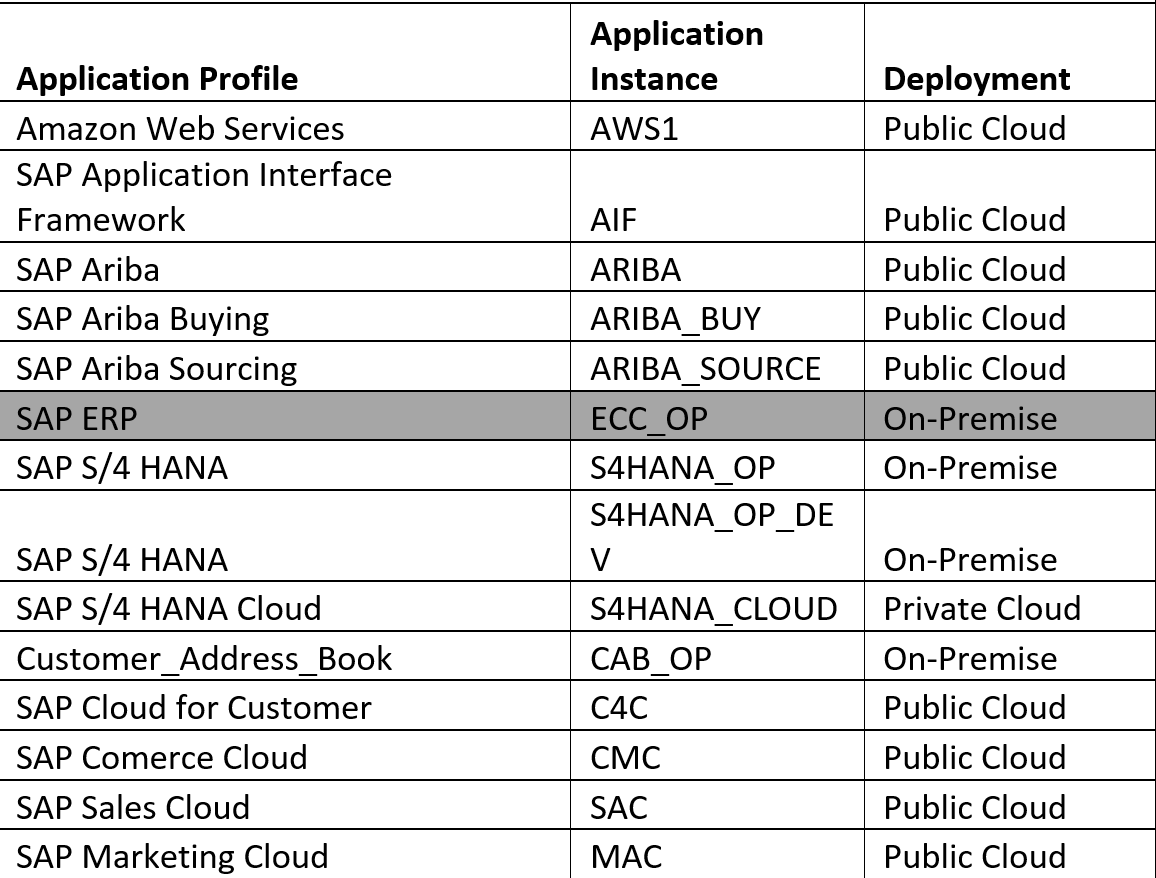 Application Profile Application Instance Deployment
Amazon Web Services AWS1 Public Cloud
SAP Application Interface
Framework AIF Public Cloud
SAP Ariba ARIBA Public Cloud
SAP Ariba Buying ARIBA_BUY Public Cloud
SAP Ariba Sourcing ARIBA_SOURCE Public Cloud
SAP ERP ECC_OP On-Premise
SAP S/4 HANA S4HANA_OP On-Premise
SAP S/4 HANA S4HANA_OP_DE
V On-Premise
SAP S/4 HANA Cloud S4HANA_CLOUD Private Cloud
Customer_Address_Book CAB_OP On-Premise
SAP Cloud for Customer C4C Public Cloud
SAP Comerce Cloud CMC Public Cloud
SAP Sales Cloud SAC Public Cloud
SAP Marketing Cloud MAC Public Cloud